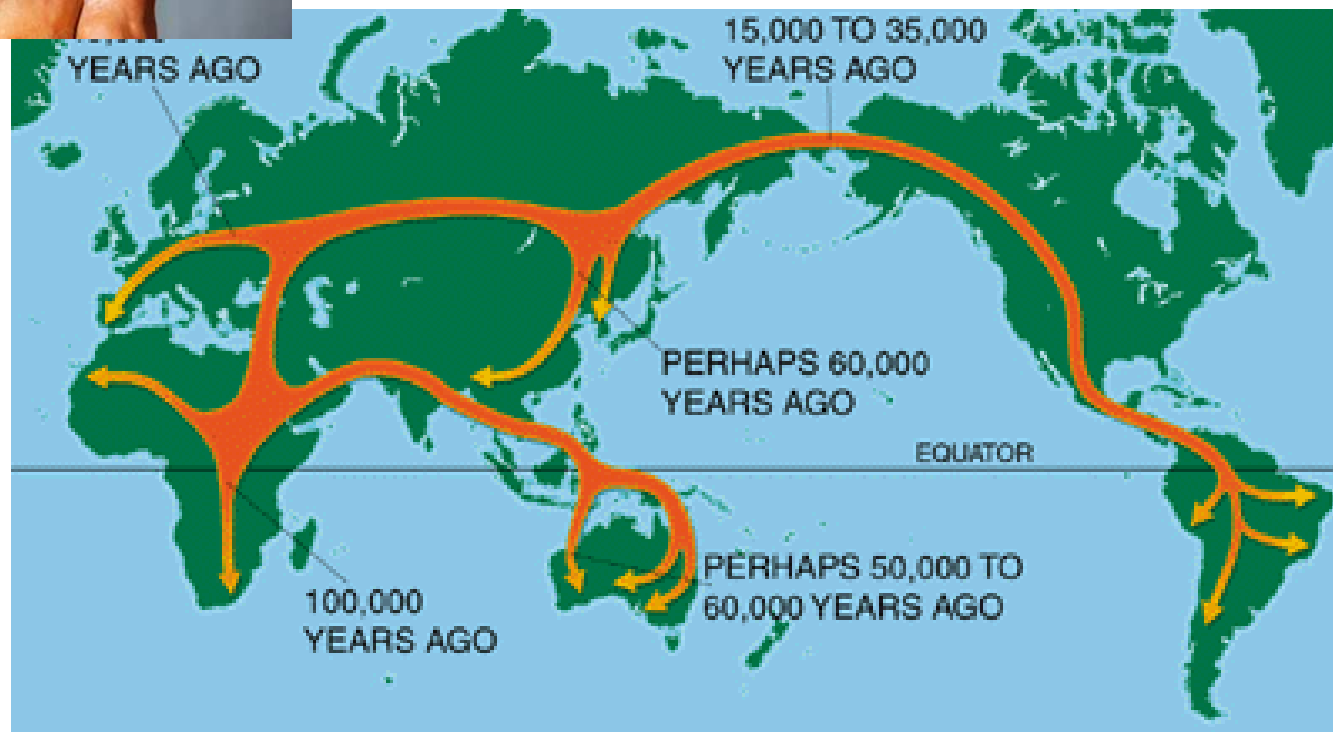 YEARS AGO
15,000 TO 35,000
YEARS AGO
PERHAPS 60,000
YEARS AGO
EQUATOR
PERHAPS 50,000 TO
60,000 YEARS AGO
100,000
YEARS AGO